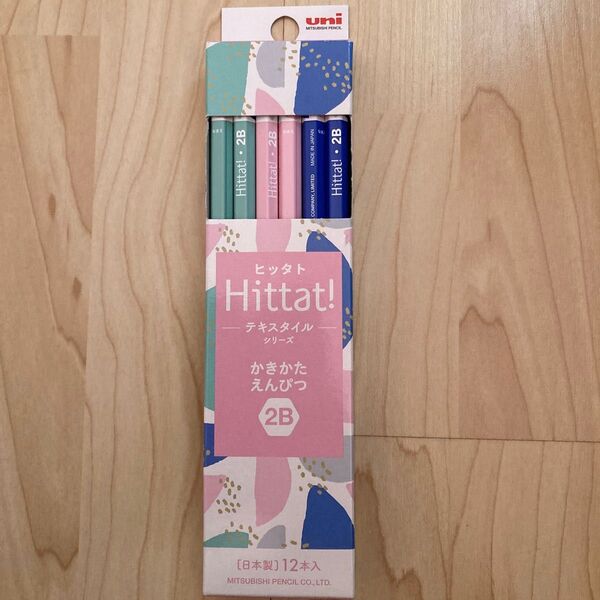 uni
MITSUBISHI PENCIL
Hittat! • 2B
Hittat! • 2B
COMPANY, LIMITED MADE IN JAPAN
Hittat! • 2B
ヒッタト
Hittat!
テキスタイル
シリーズ
かきかた
えんぴつ
2B
[日本製] 12本入
MITSUBISHI PENCIL CO., LTD.